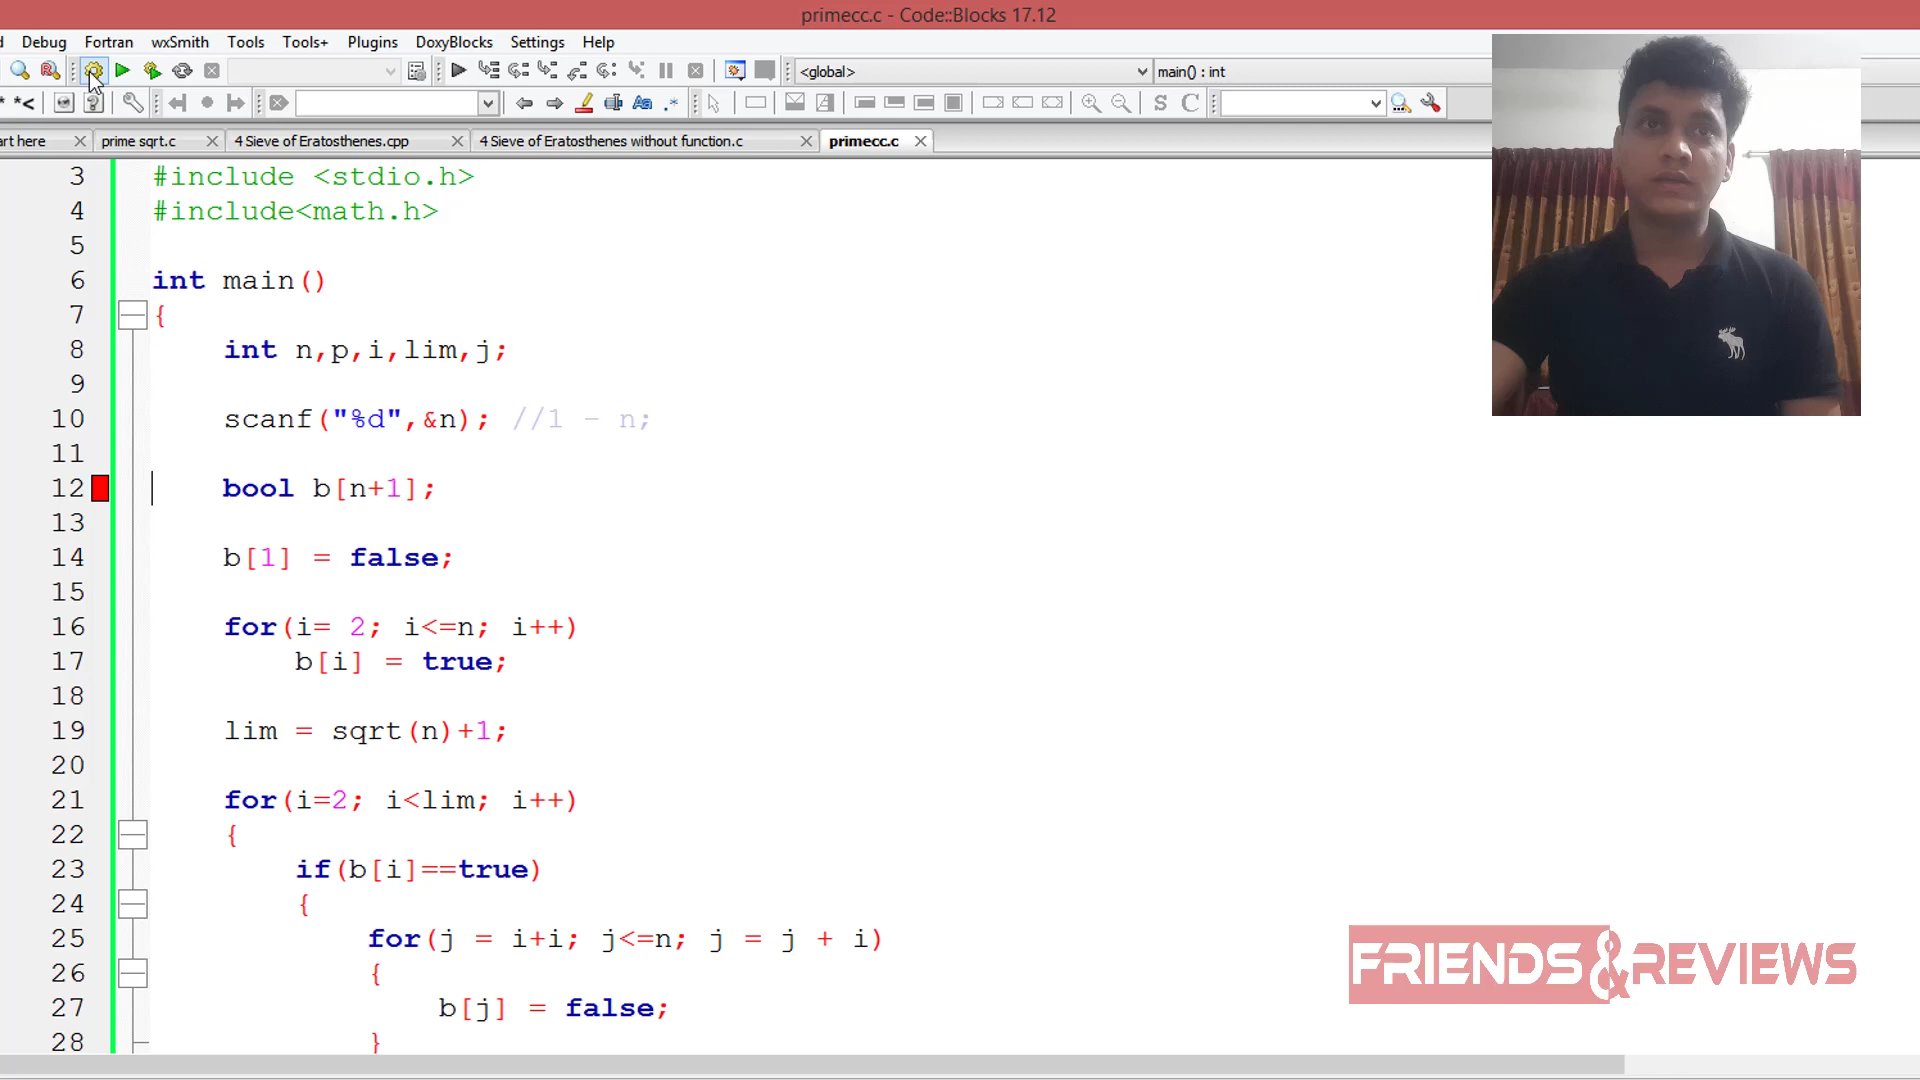 primecc.c - Code::Blocks 17.12
Debug Fortran wxSmith Tools Tools+ Plugins DoxyBlocks Settings Help
<global> main() : int
*<
S C
art here prime sqrt.c 4 Sieve of Eratosthenes.cpp 4 Sieve of Eratosthenes without function.c primecc.c
3 #include <stdio.h>
4 #include<math.h>
5
6 int main()
7 {
8 int n,p,i,lim,j;
9
10 scanf("%d",&n); //1 - n;
11
12 bool b[n+1];
13
14 b[1] = false;
15
16 for(i= 2; i<=n; i++)
17 b[i] = true;
18
19 lim = sqrt(n)+1;
20
21 for(i=2; i<lim; i++)
22 {
23 if(b[i]==true)
24 {
25 for(j = i+i; j<=n; j = j + i)
26 {
27 b[j] = false;
28 }
FRIENDS&REVIEWS